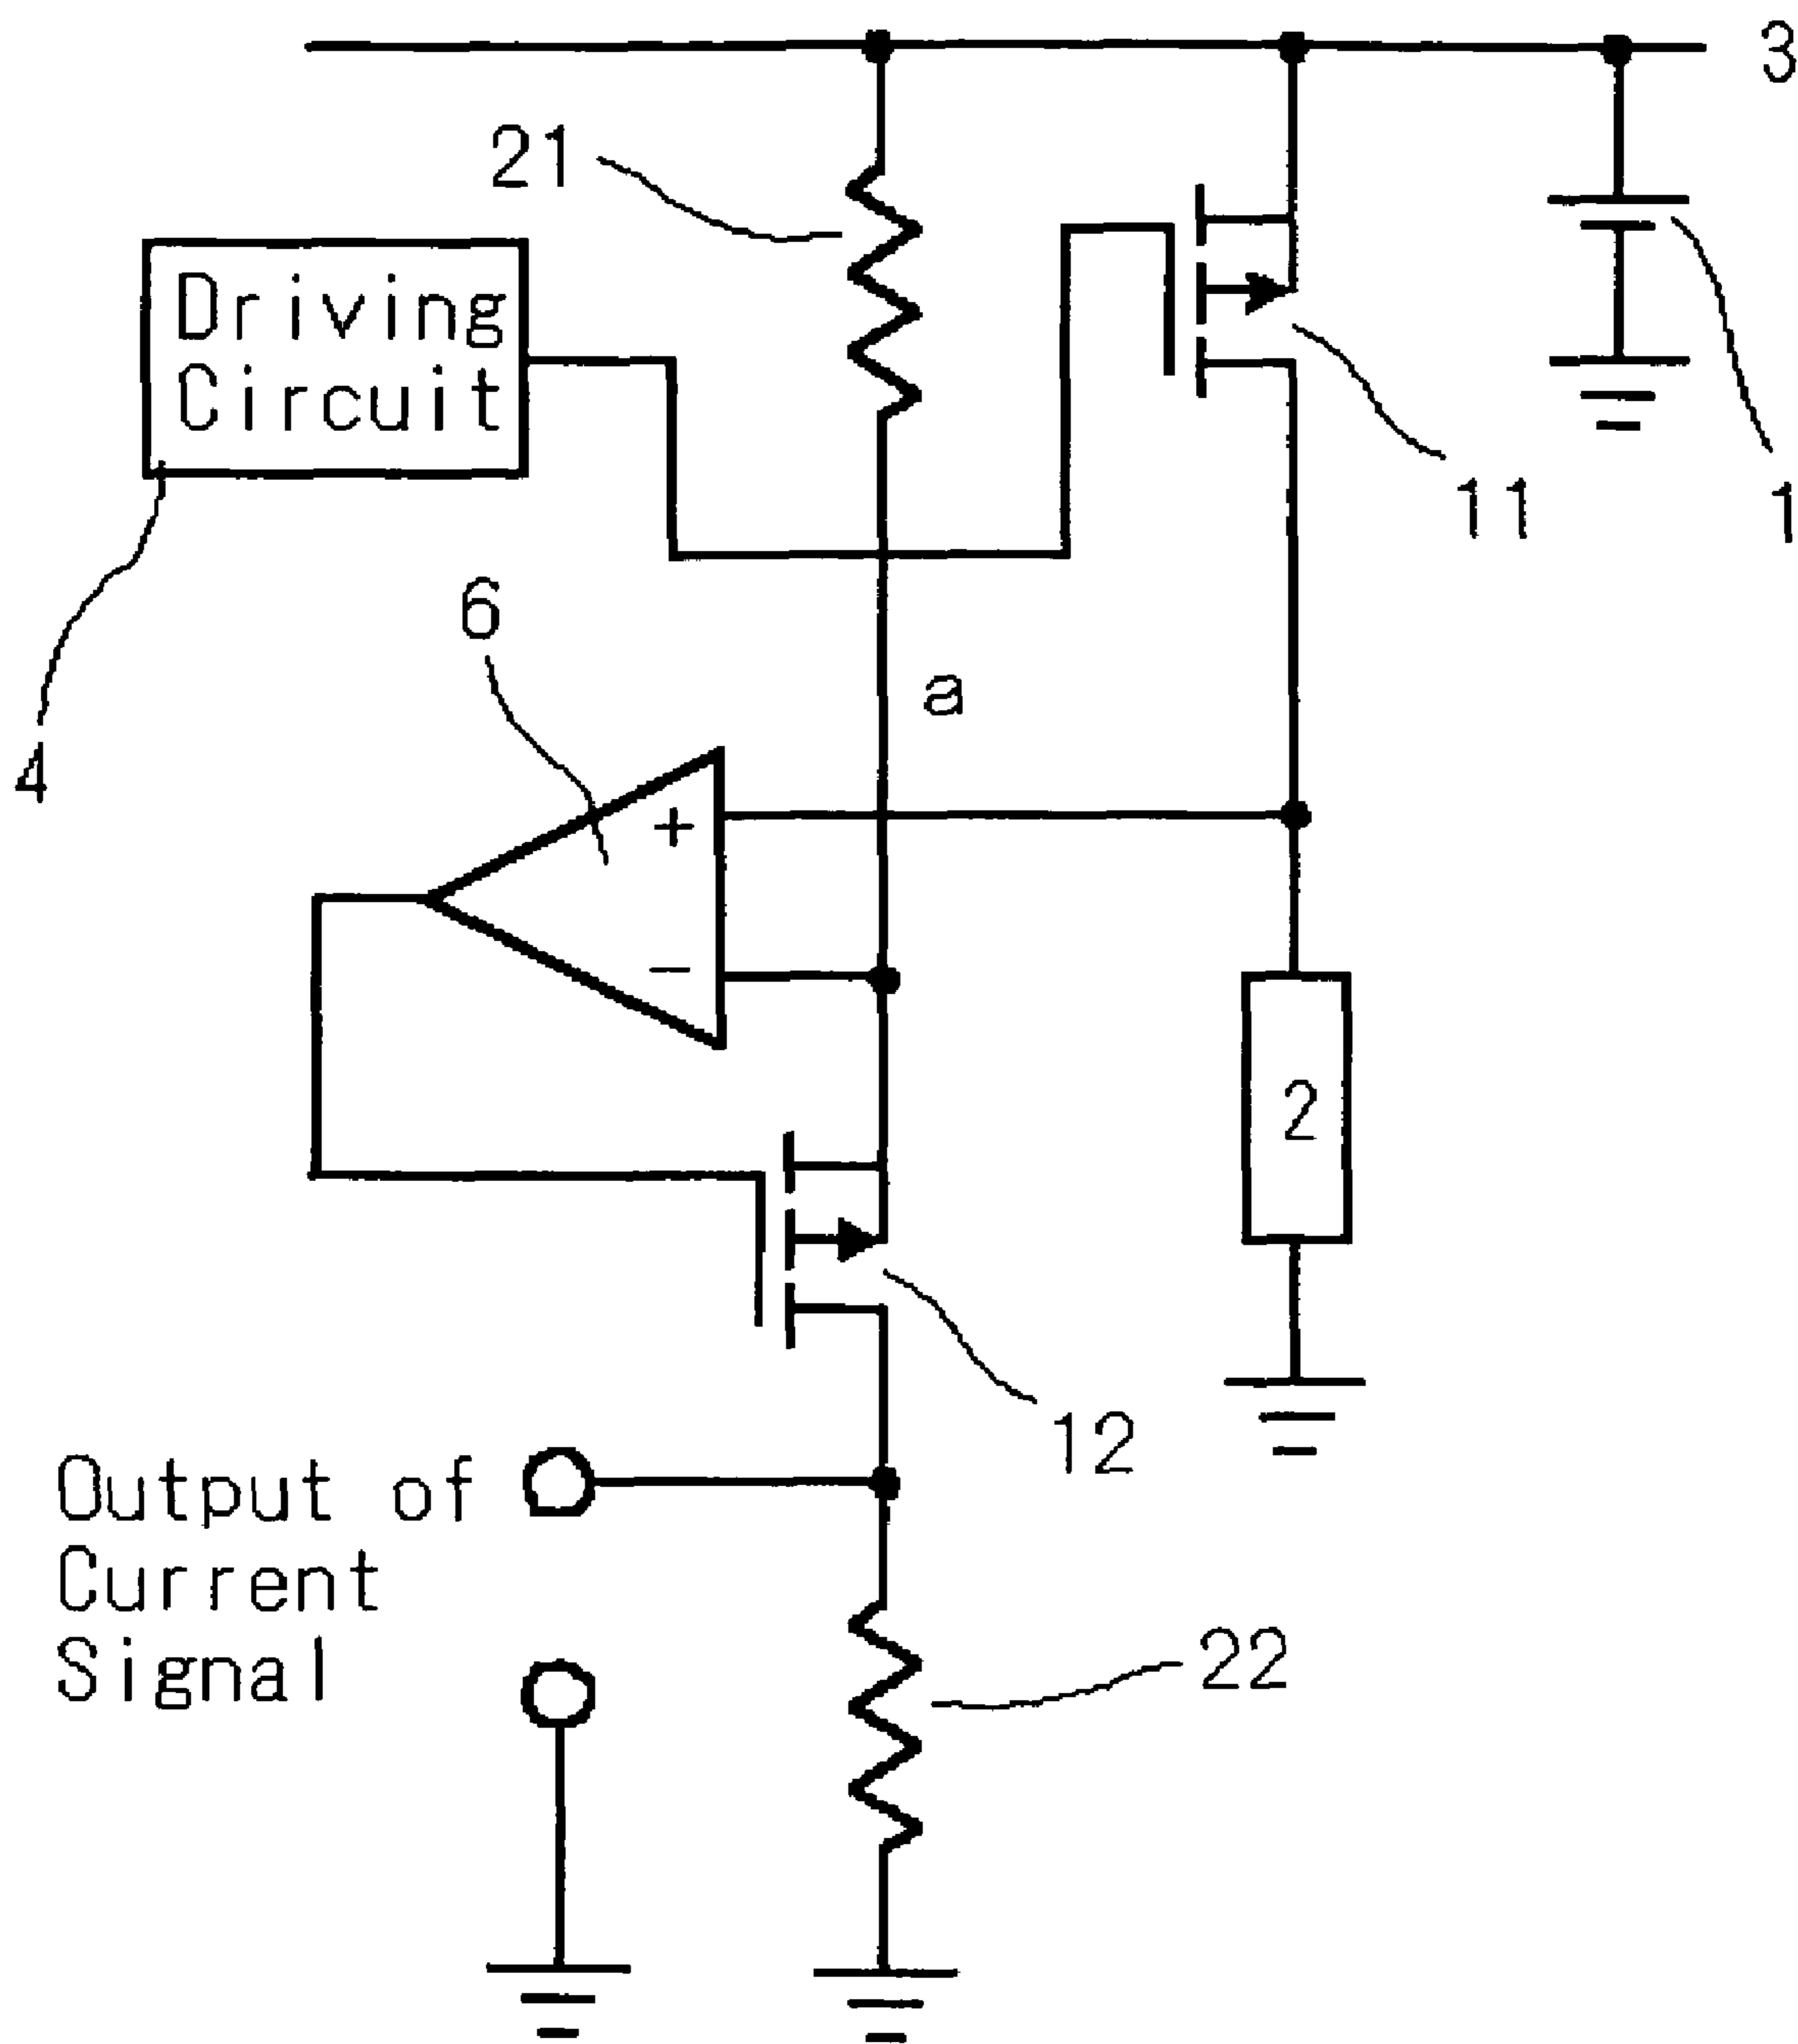 3
21
Driving
Circuit
11
1
6
a
4
+
-
2
12
Output of
Current
Signal
22